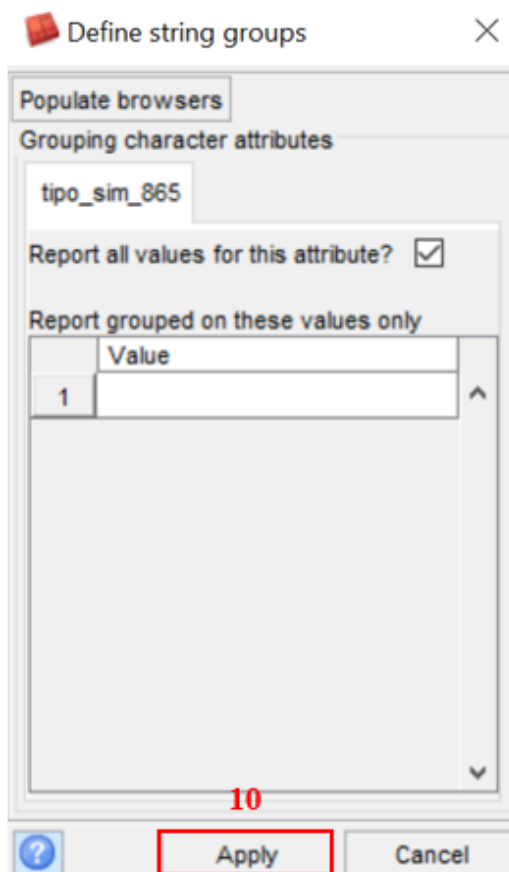 Define string groups
Populate browsers
Grouping character attributes
tipo_sim_865
Report all values for this attribute?
Report grouped on these values only
Value
1
10
?
Apply Cancel